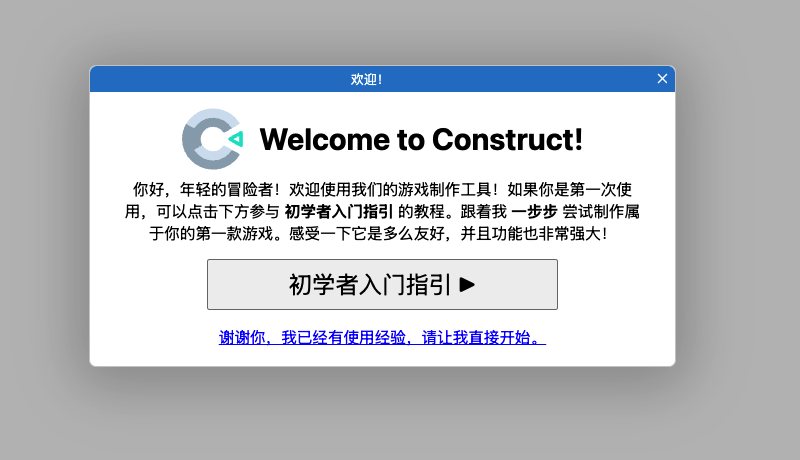 欢迎！
Welcome to Construct!
你好，年轻的冒险者！欢迎使用我们的游戏制作工具！如果你是第一次使
用，可以点击下方参与 初学者入门指引 的教程。跟着我 一步步 尝试制作属
于你的第一款游戏。感受一下它是多么友好，并且功能也非常强大！
初学者入门指引 ▶
谢谢你，我已经有使用经验，请让我直接开始。